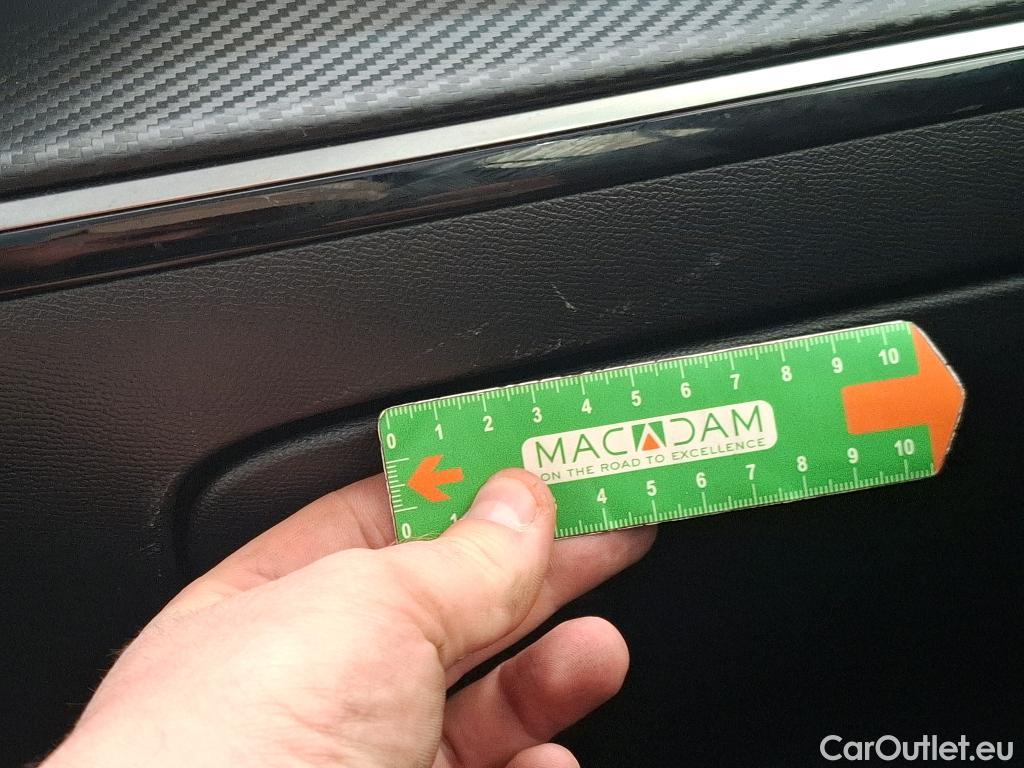 0 1 2 3 4 5 6 7 8 9 10
MACADAM
ON THE ROAD TO EXCELLENCE
0 1 4 5 6 7 8 9 10
CarOutlet.eu